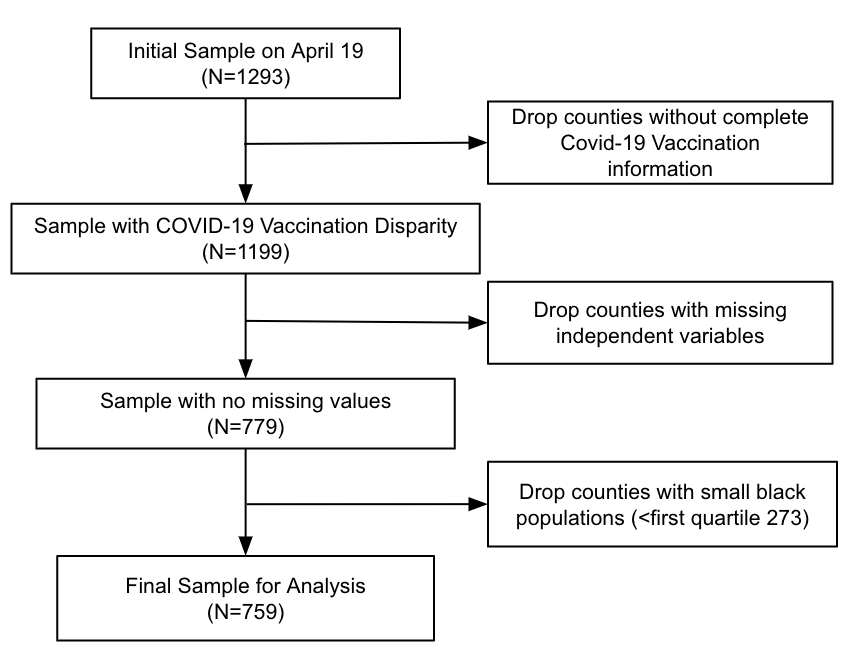 Initial Sample on April 19
(N=1293)
Drop counties without complete
Covid-19 Vaccination
information
Sample with COVID-19 Vaccination Disparity
(N=1199)
Drop counties with missing
independent variables
Sample with no missing values
(N=779)
Drop counties with small black
populations (<first quartile 273)
Final Sample for Analysis
(N=759)